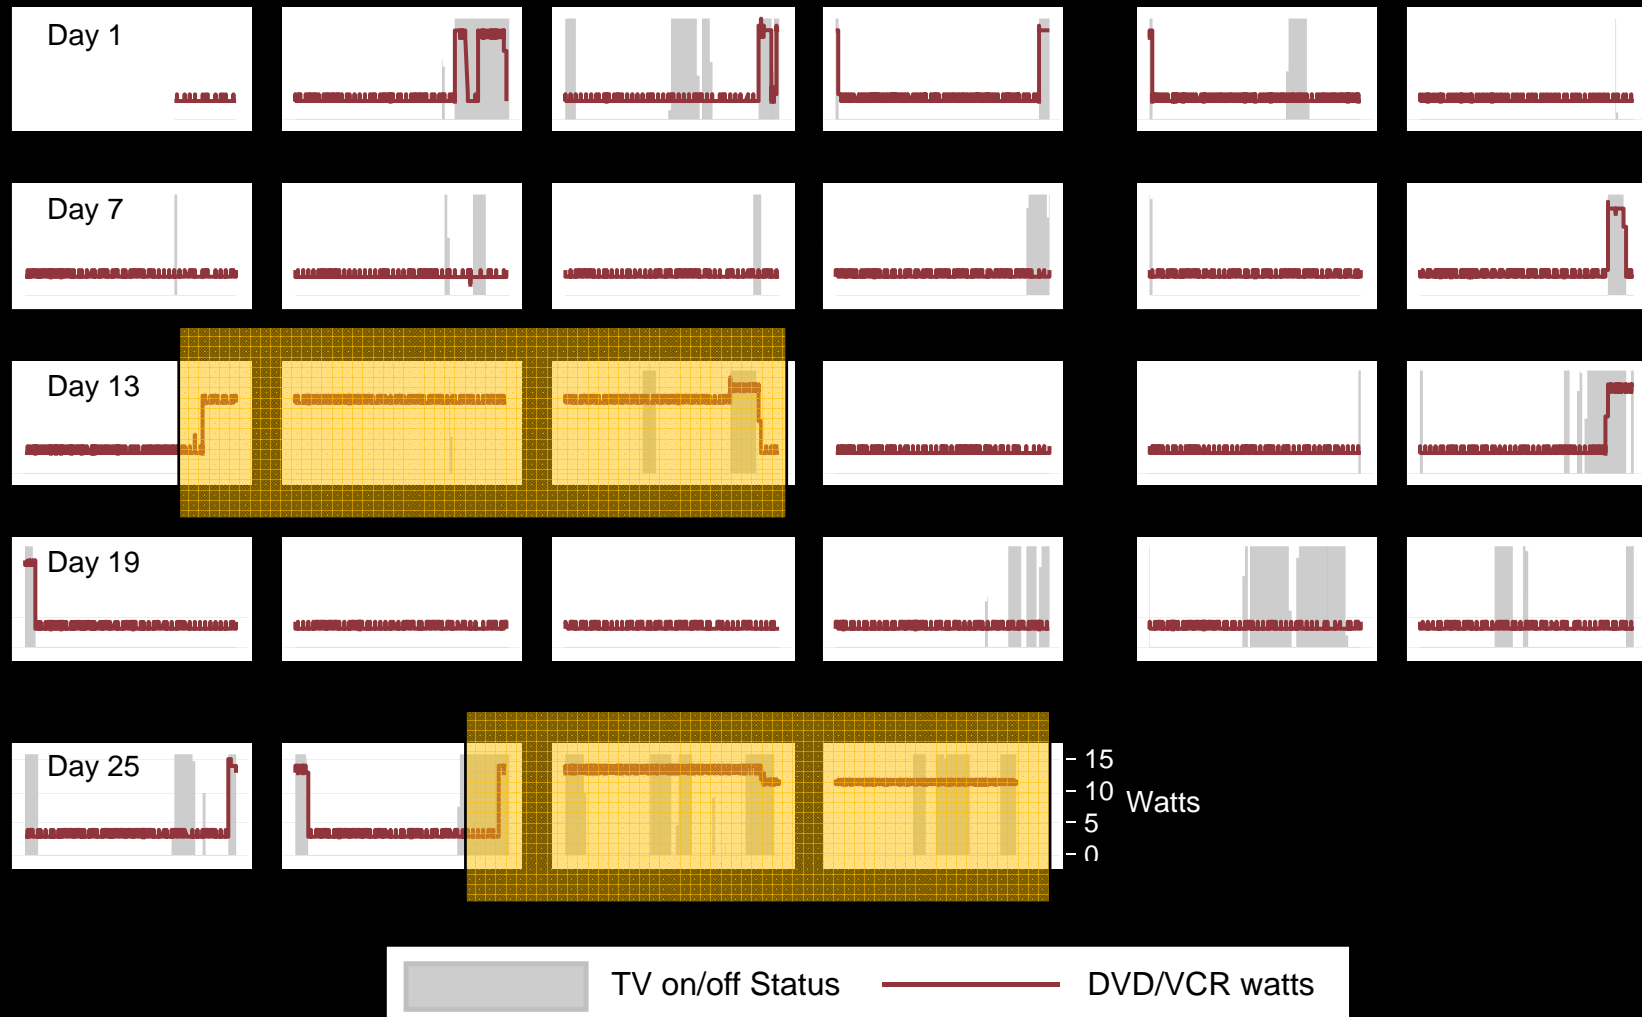 Day 1
Day 7
Day 13
Day 19
Day 25
15
10
Watts
5
0
TV on/off Status
DVD/VCR watts